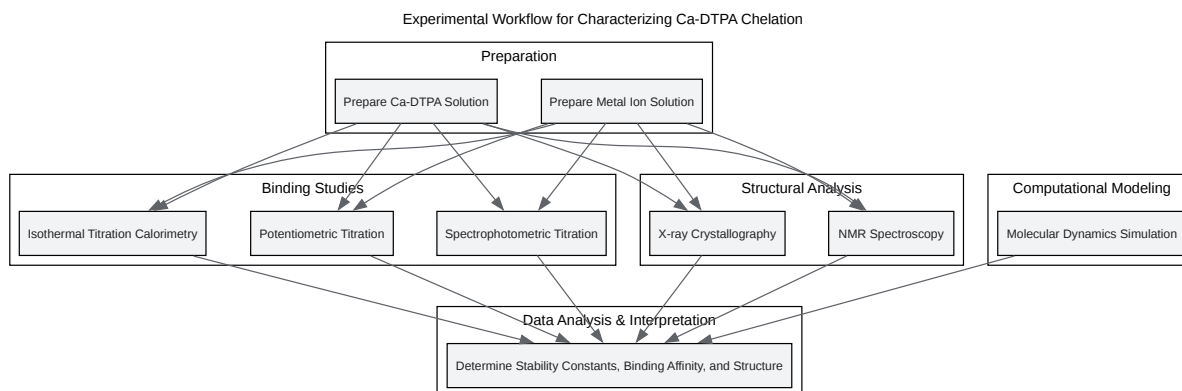 Experimental Workflow for Characterizing Ca-DTPA Chelation
Preparation
Prepare Ca-DTPA Solution
Prepare Metal Ion Solution
Binding Studies
Structural Analysis
Computational Modeling
Isothermal Titration Calorimetry
Potentiometric Titration
Spectrophotometric Titration
X-ray Crystallography
NMR Spectroscopy
Molecular Dynamics Simulation
Data Analysis & Interpretation
Determine Stability Constants, Binding Affinity, and Structure